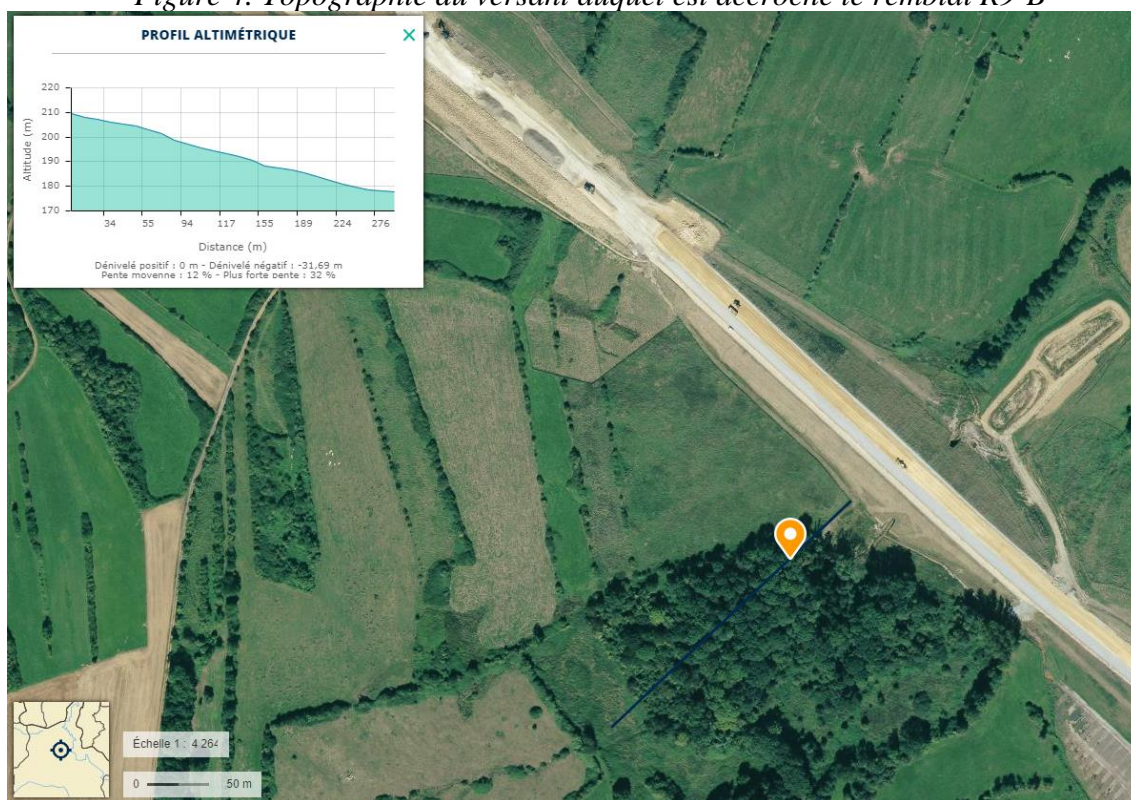 Figure 4. Topographie du versant duquel est accroché le remblai R9-B
PROFIL ALTIMÉTRIQUE
220
210
200
190
180
170
Altitude (m)
34 55 94 117 155 189 224 276
Distance (m)
Dénivelé positif : 0 m - Dénivelé négatif : -31,69 m
Pente moyenne : 12 % - Plus forte pente : 32 %
Échelle 1 : 4 264
0 50 m